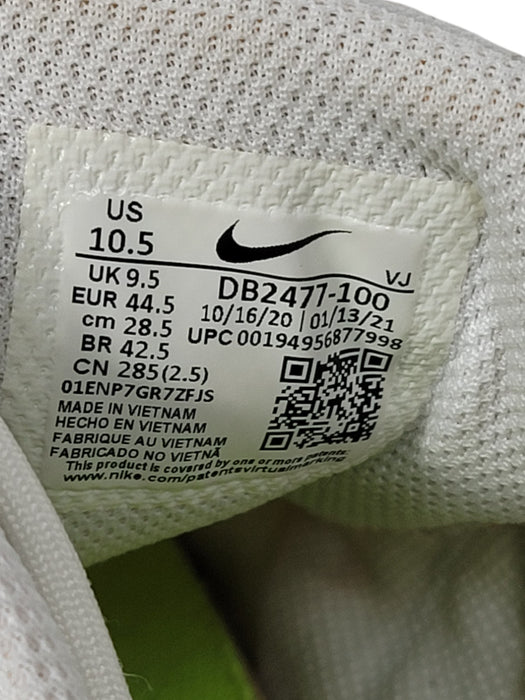 US
10.5
UK 9.5
EUR 44.5
cm 28.5
BR 42.5
CN 285(2.5)
01ENP7GR7ZFJS
MADE IN VIETNAM
HECHO EN VIETNAM
FABRIQUE AU VIETNAM
FABRICADO NO VIETNÃ
This product is covered by one or more patents.
www.nike.com/patentsvirtualmarking
VJ
DB2477-100
10/16/20 | 01/13/21
UPC 00194956877998